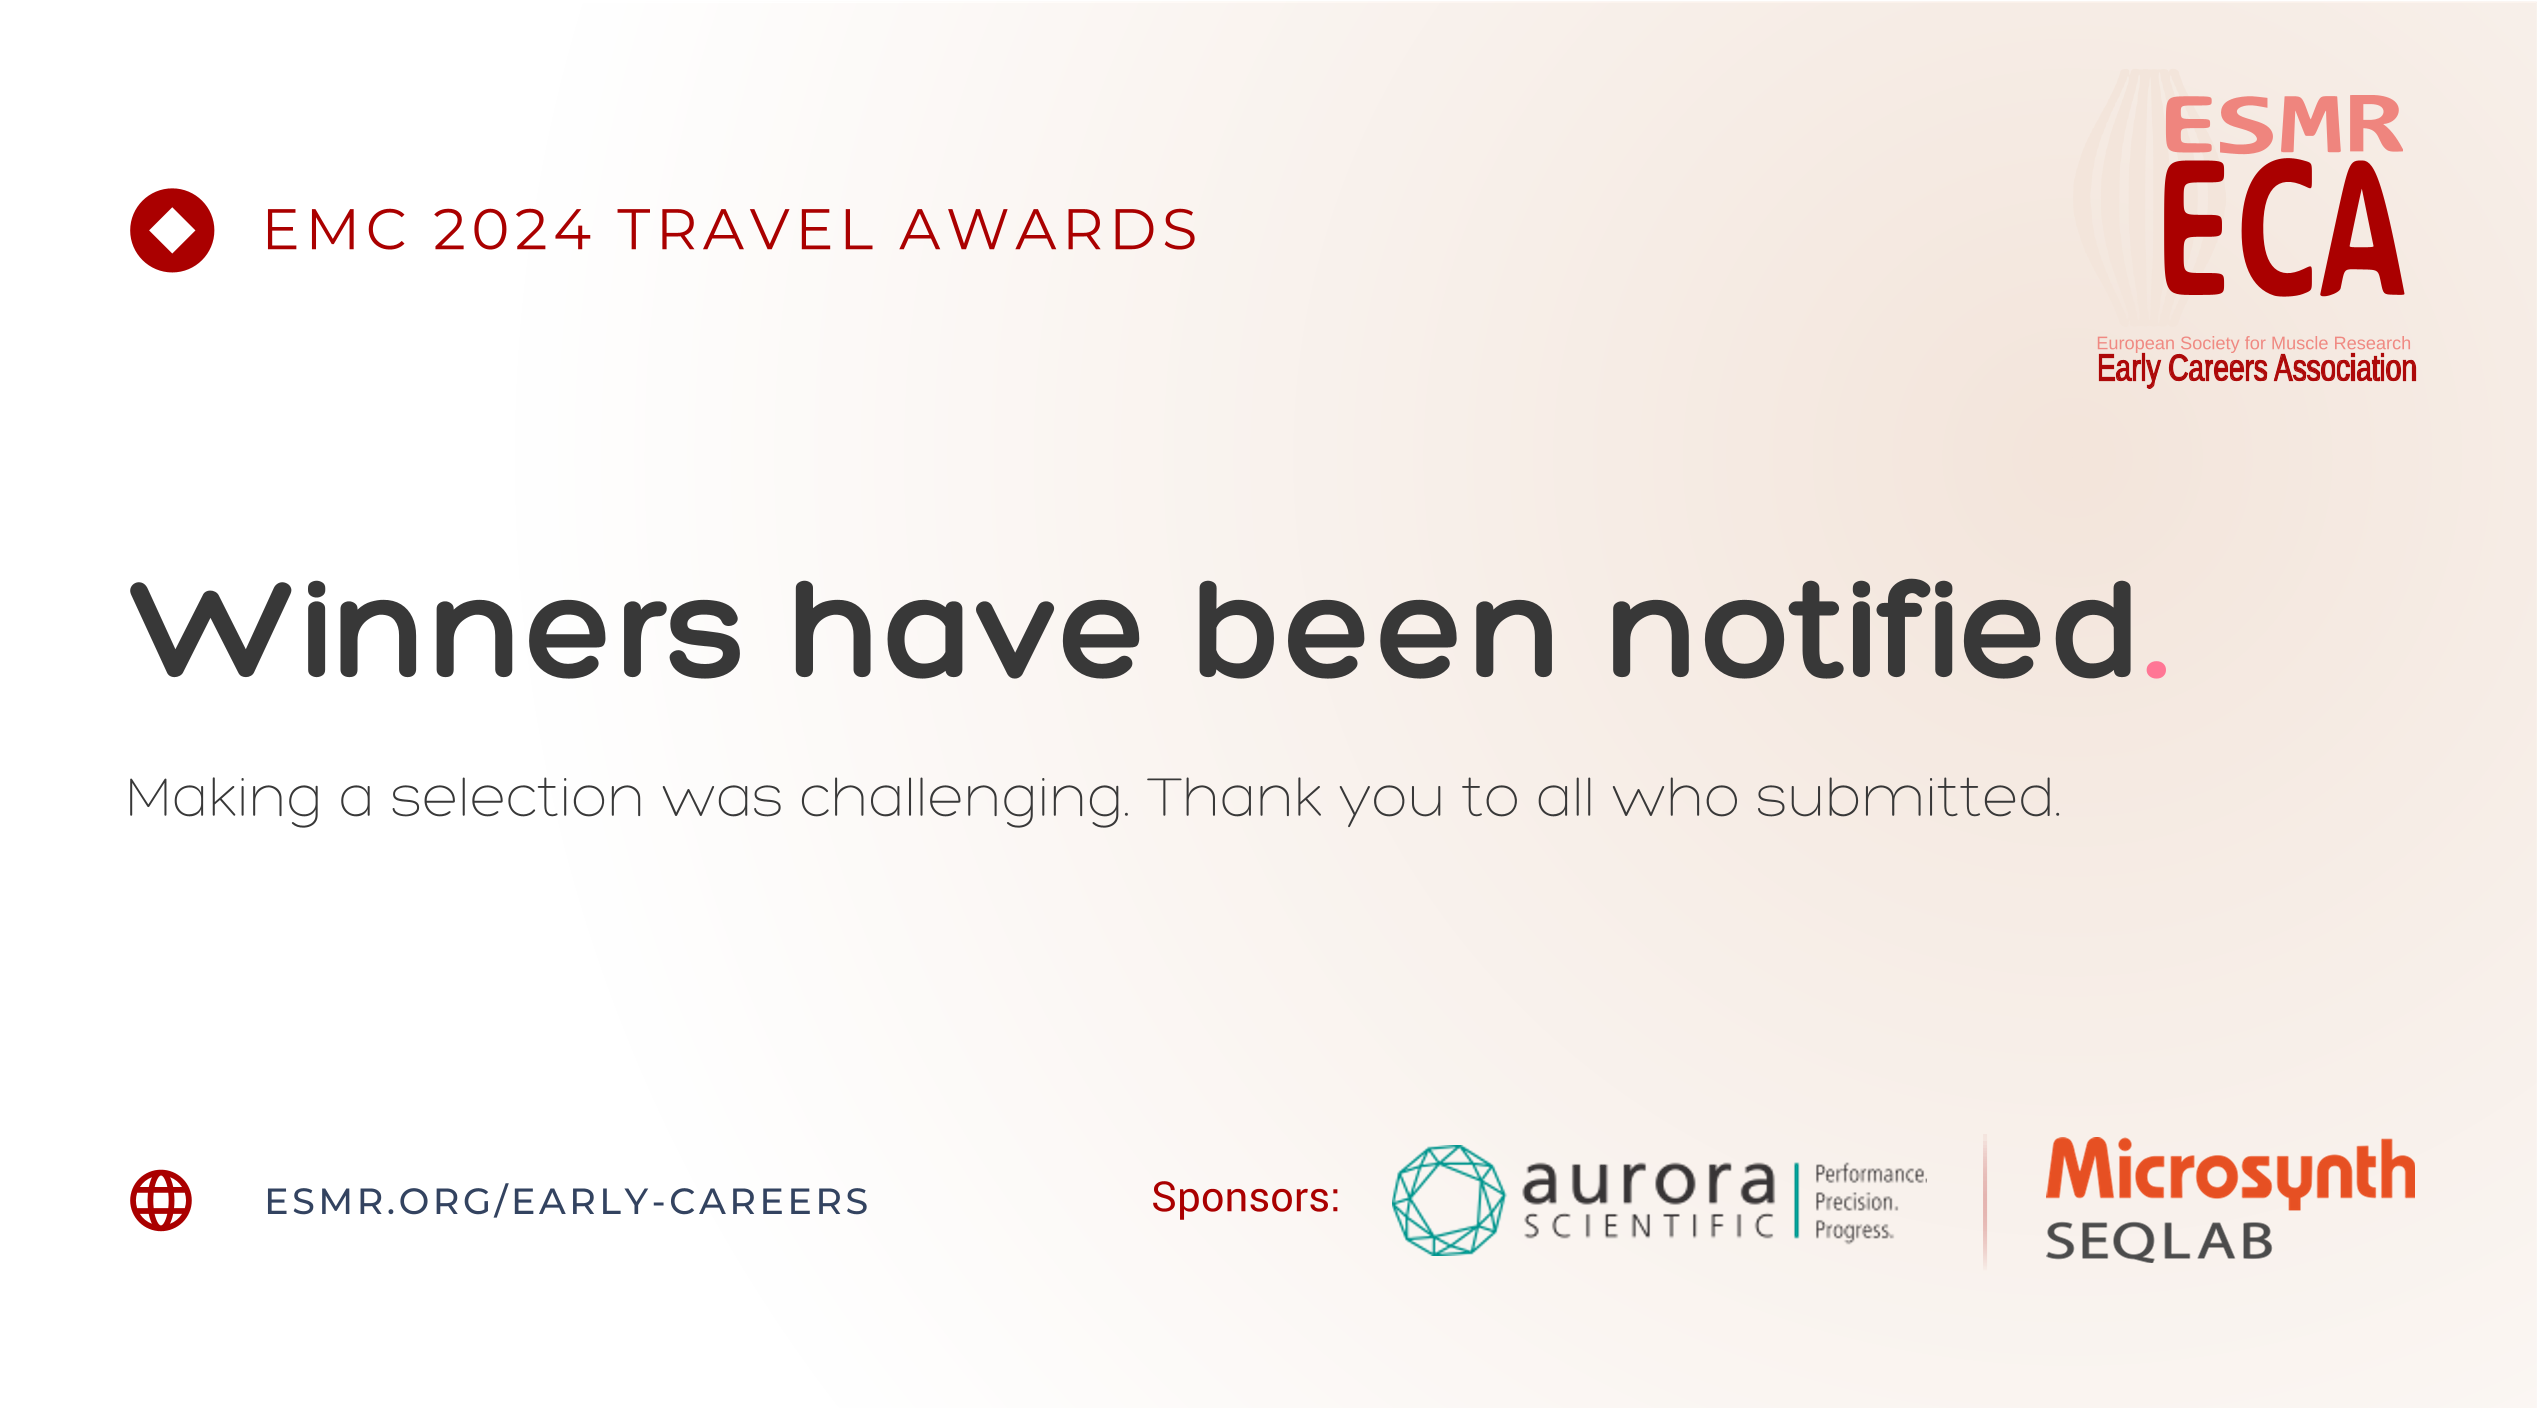 EMC 2024 TRAVEL AWARDS
ESMR
ECA
European Society for Muscle Research
Early Careers Association
Winners have been notified.
Making a selection was challenging. Thank you to all who submitted.
ESMR.ORG/EARLY-CAREERS
Sponsors:
aurora
SCIENTIFIC
Performance.
Precision.
Progress.
Microsynth
SEQLAB